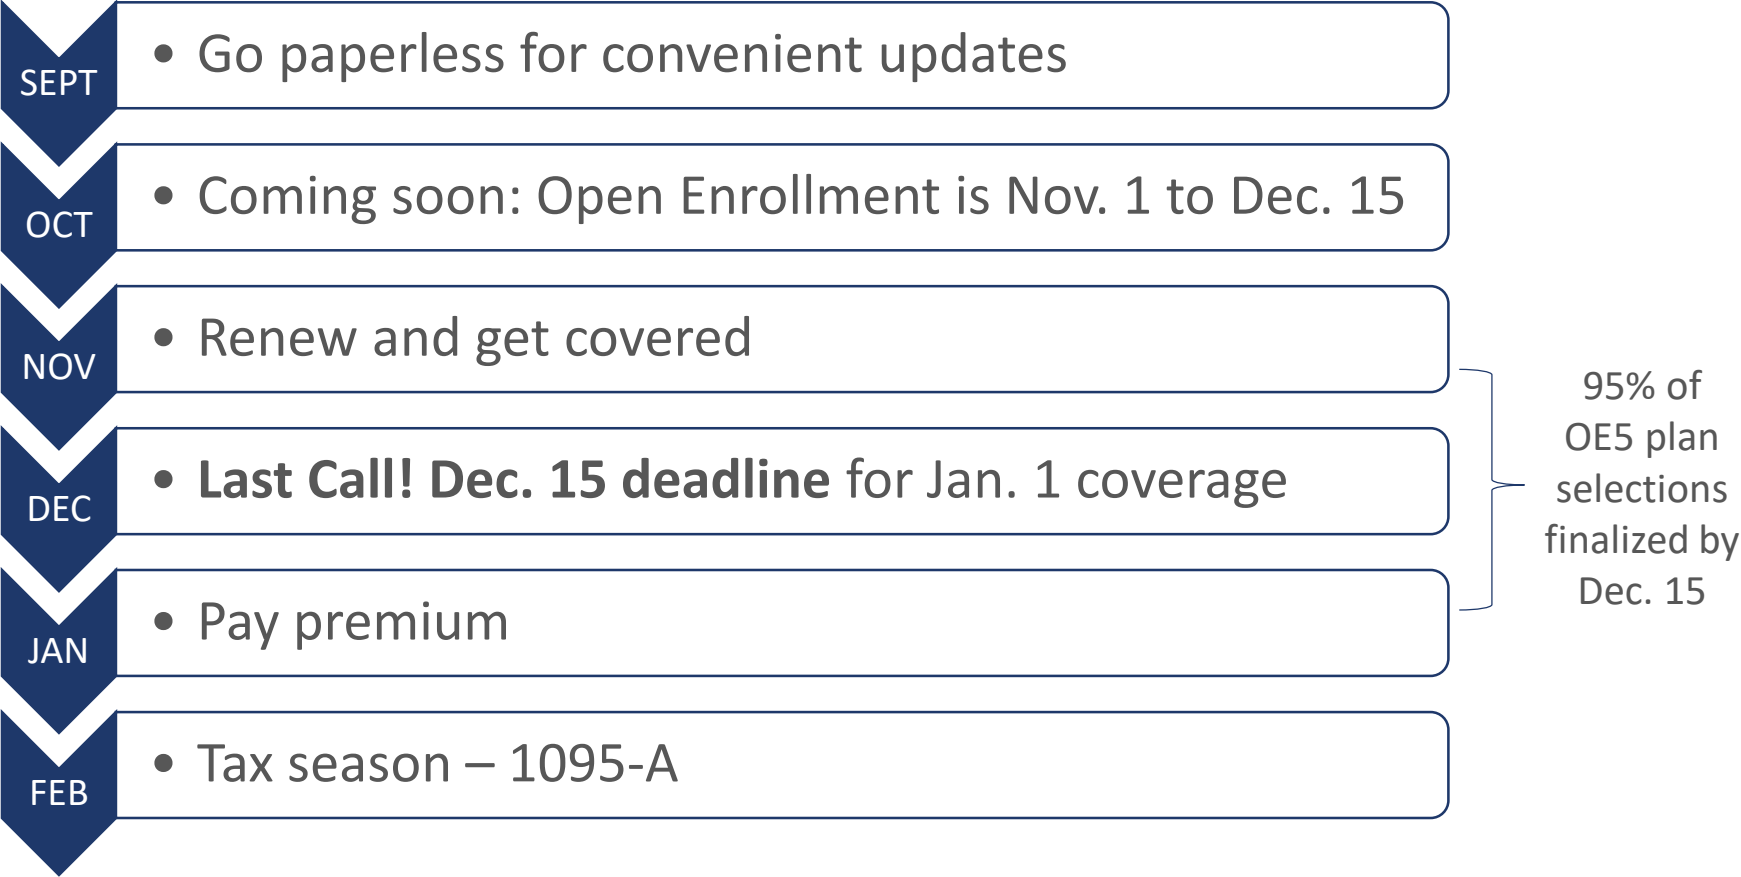 SEPT
• Go paperless for convenient updates
OCT
• Coming soon: Open Enrollment is Nov. 1 to Dec. 15
NOV
• Renew and get covered
DEC
• Last Call! Dec. 15 deadline for Jan. 1 coverage
JAN
• Pay premium
FEB
• Tax season – 1095-A
95% of
OE5 plan
selections
finalized by
Dec. 15